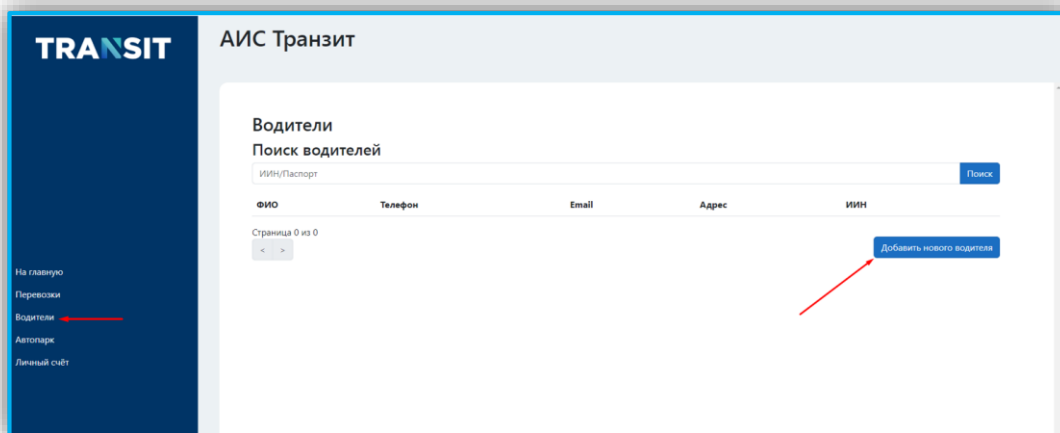 TRANSIT
АИС Транзит
Водители
Поиск водителей
ИИН/Паспорт Поиск
ФИО Телефон Email Адрес ИИН
Страница 0 из 0
< >
Добавить нового водителя
На главную
Перевозки
Водители
Автопарк
Личный счёт